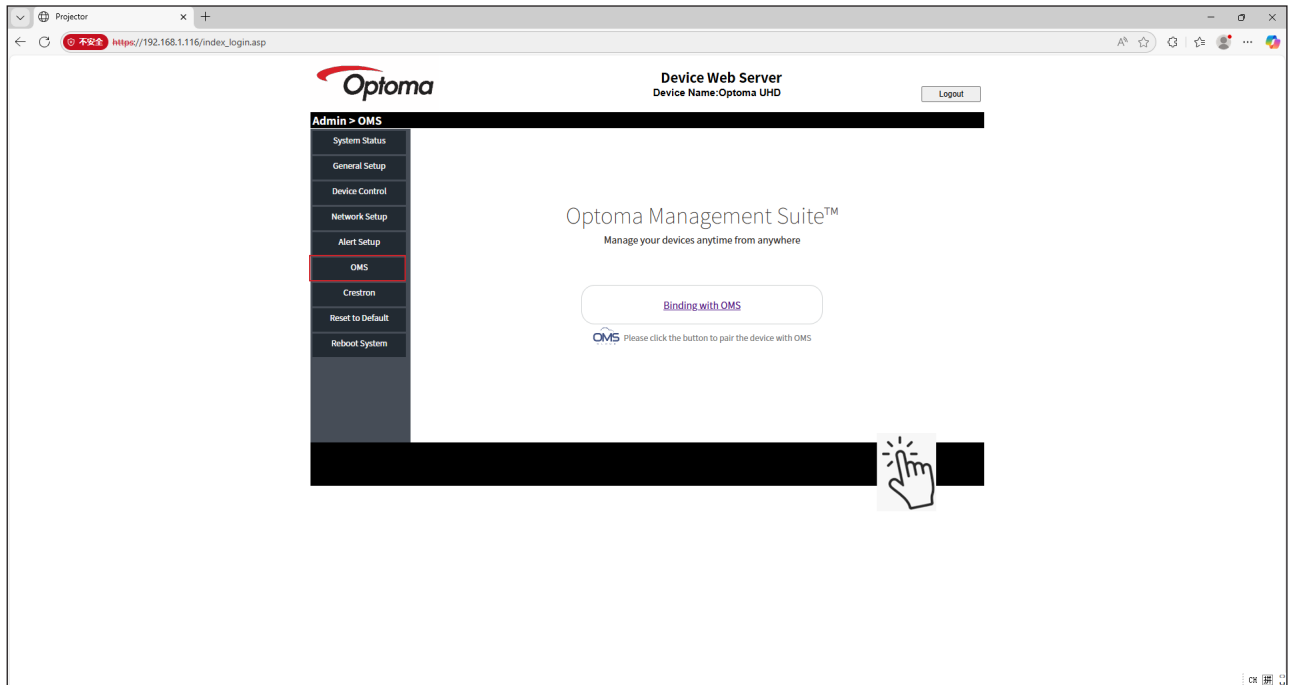 Projector
不安全 https://192.168.1.116/index_login.asp
Optoma
Device Web Server
Device Name:Optoma UHD
Logout
Admin > OMS
System Status
General Setup
Device Control
Network Setup
Alert Setup
OMS
Crestron
Reset to Default
Reboot System
Optoma Management Suite™
Manage your devices anytime from anywhere
Binding with OMS
OMS Please click the button to pair the device with OMS
CH 拼